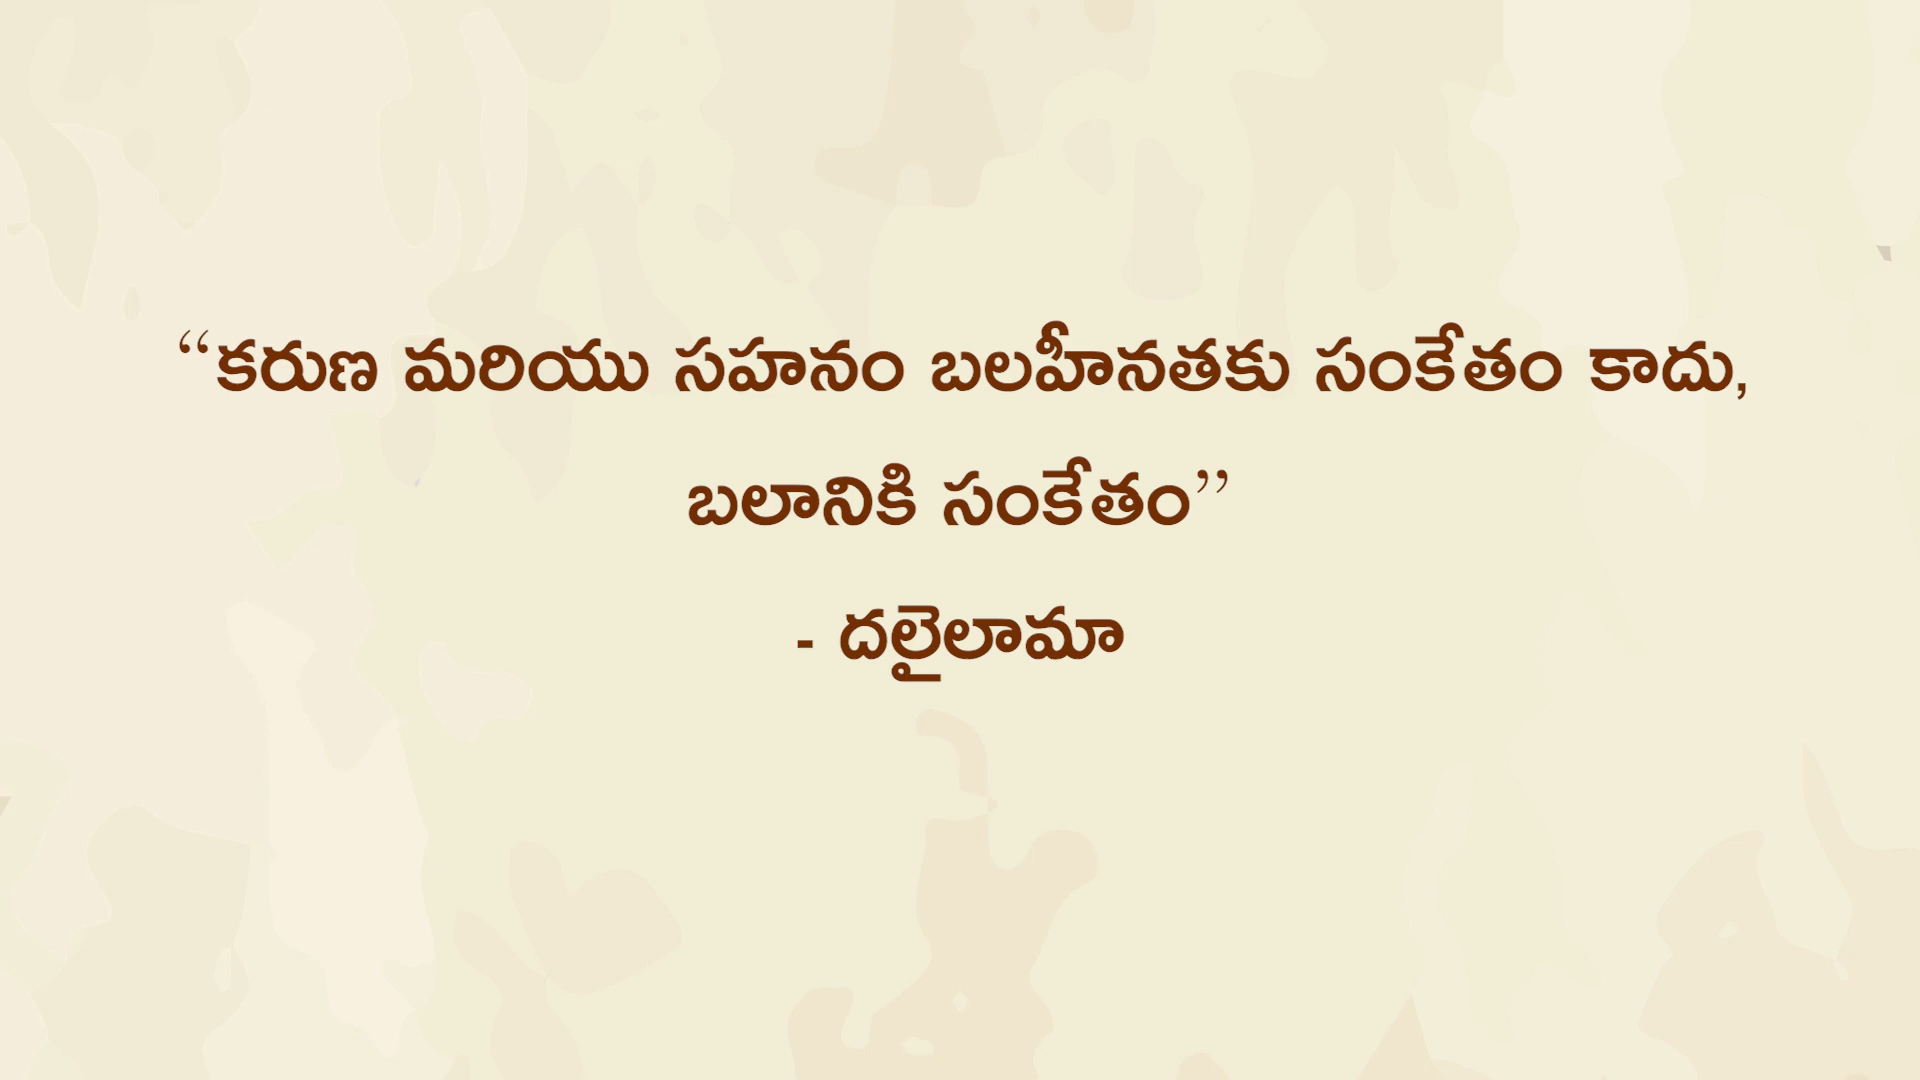 “కరుణ మరియు సహనం బలహీనతకు సంకేతం కాదు,
బలానికి సంకేతం”
- దలైలామా